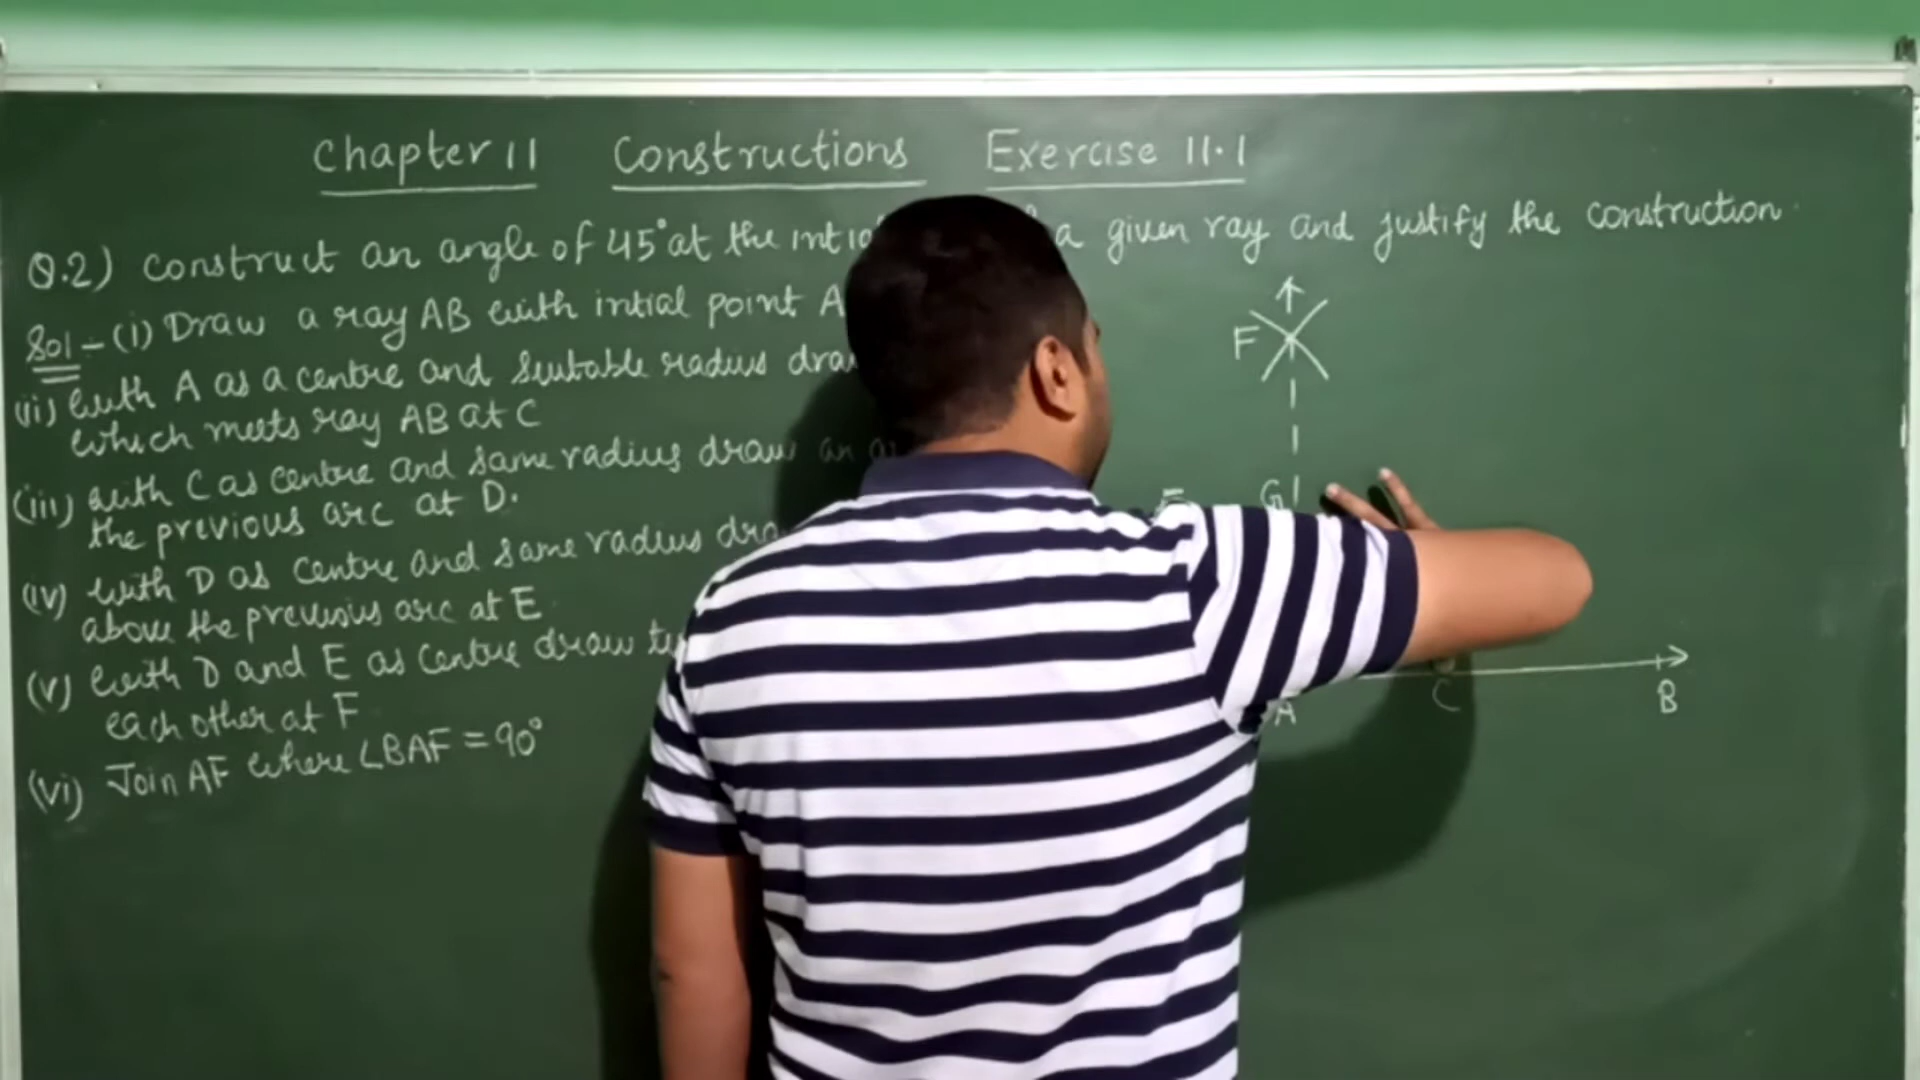 Chapter 11 Constructions Exercise 11.1
Q.2) Construct an angle of 45° at the a given ray and justify the construction.
Sol - (i) Draw a ray AB with intial point A
(ii) with A as a centre and Suitable radius
which meets ray AB at C
(iii) with C as centre and same radius draw an
the previous arc at D.
(iv) with D as centre and same radius
above the previous arc at E
(v) with D and E as centre draw
each other at F
(vi) Join AF where ∠BAF = 90°
F
G
A
C
B